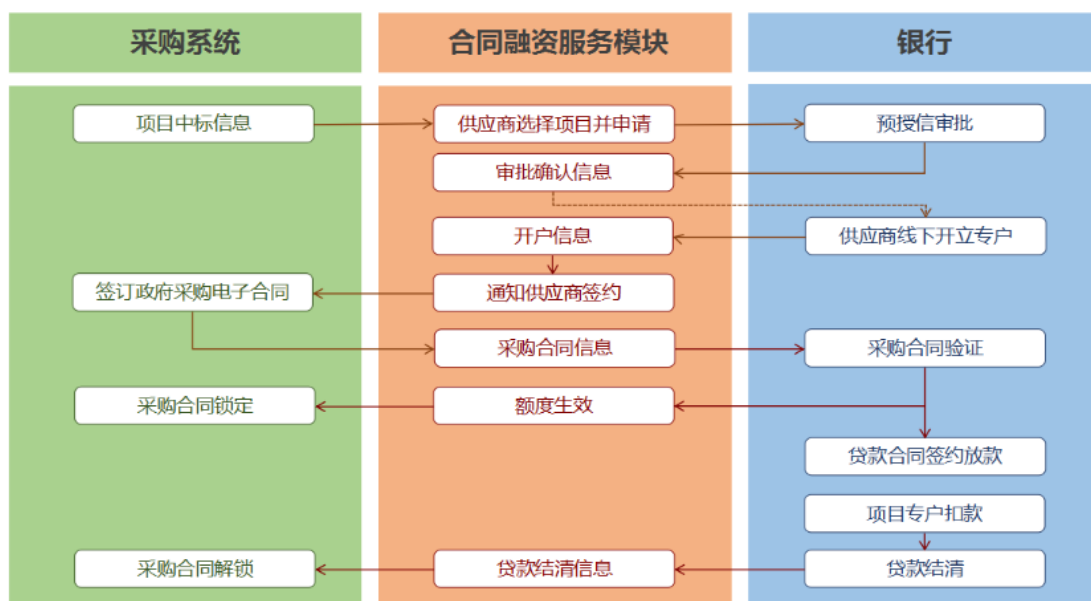 采购系统
合同融资服务模块
银行
项目中标信息
供应商选择项目并申请
预授信审批
审批确认信息
开户信息
供应商线下开立专户
签订政府采购电子合同
通知供应商签约
采购合同信息
采购合同验证
采购合同锁定
额度生效
贷款合同签约放款
项目专户扣款
采购合同解锁
贷款结清信息
贷款结清